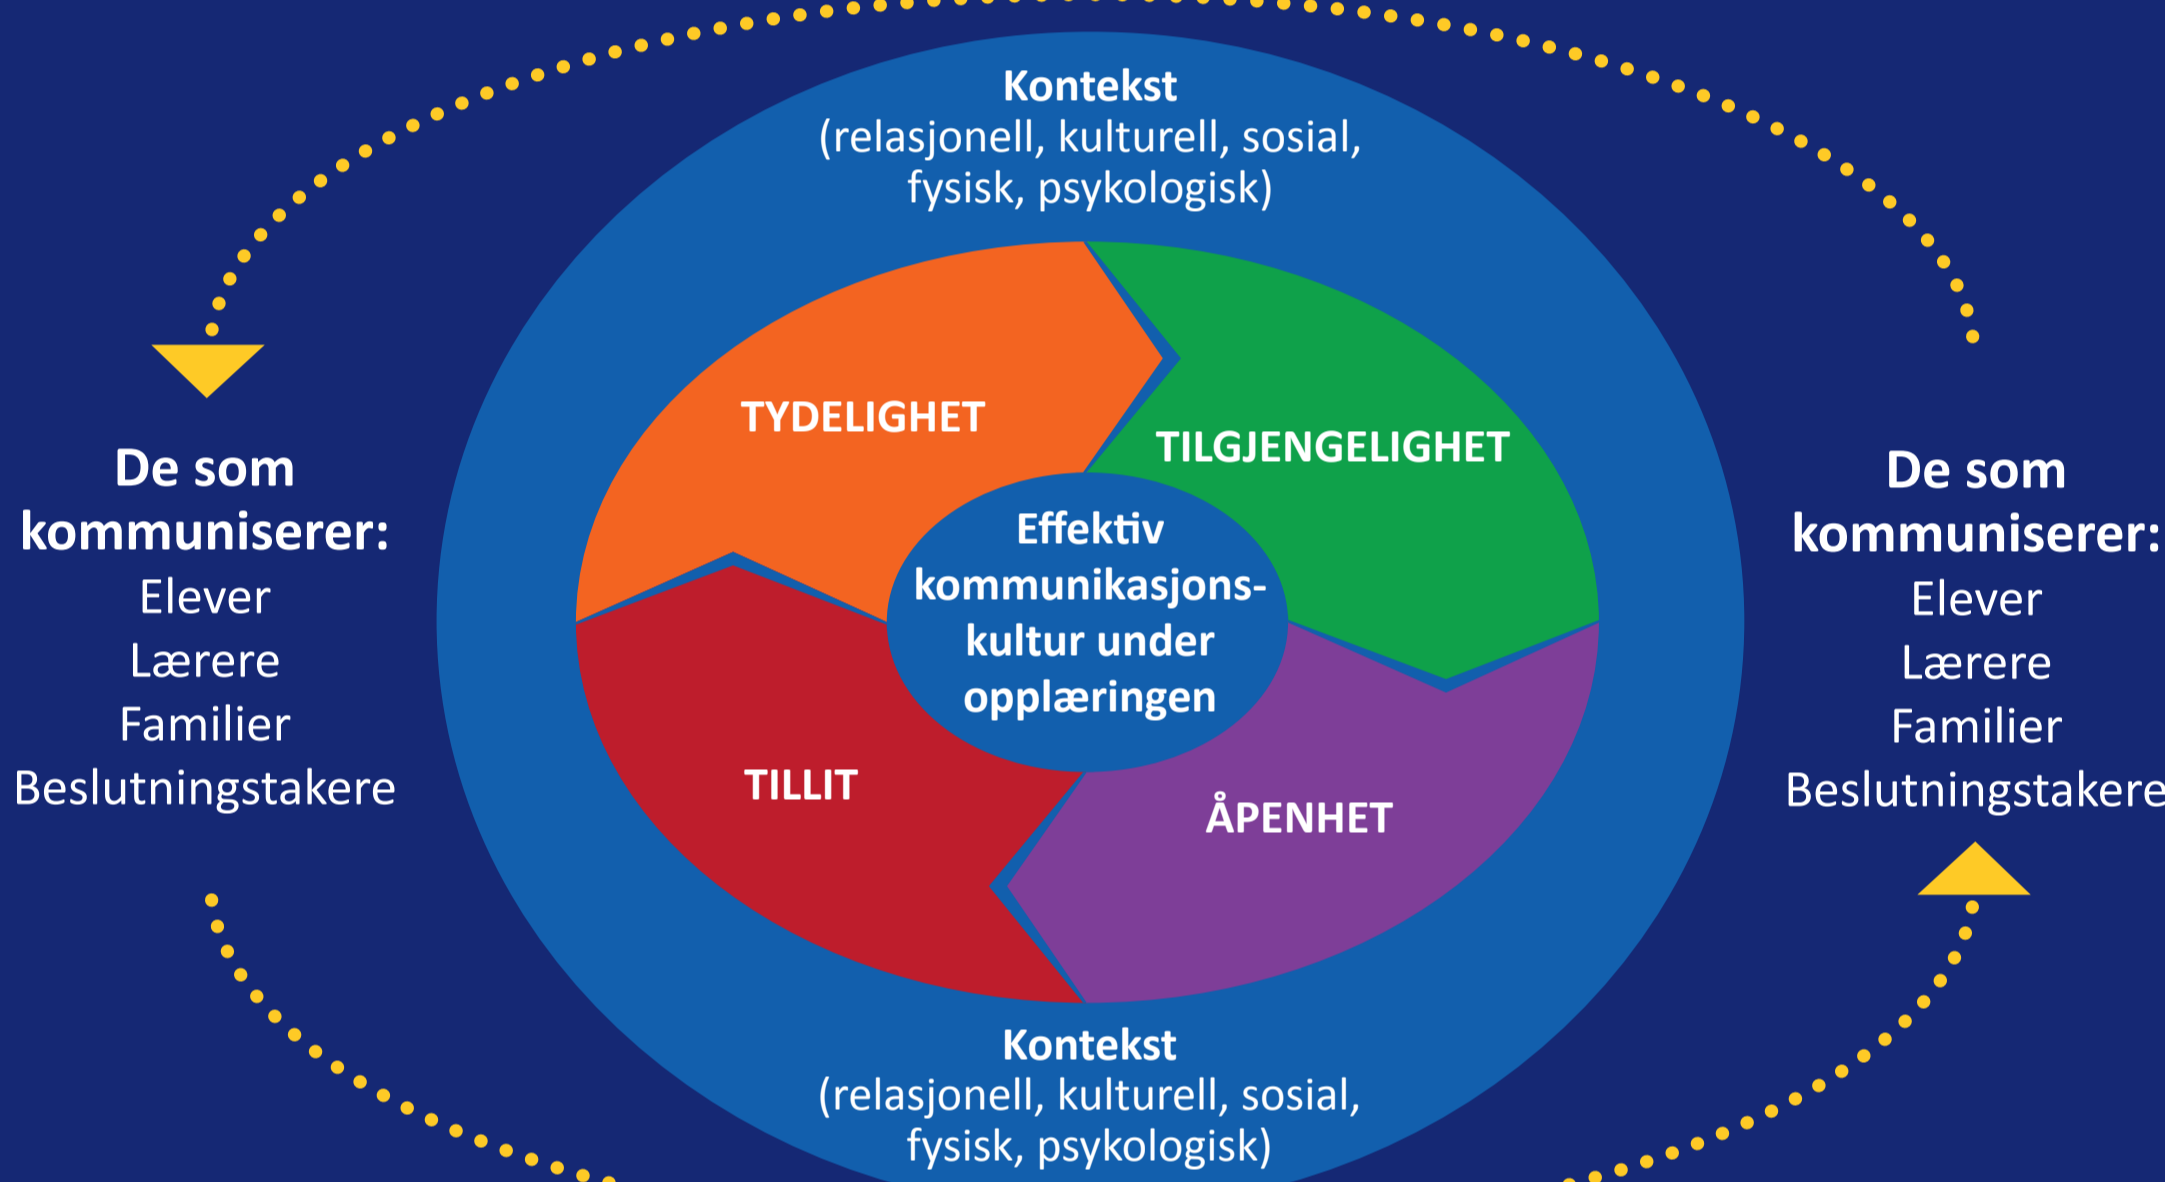 Kontekst
(relasjonell, kulturell, sosial,
fysisk, psykologisk)
TYDELIGHET
TILGJENGELIGHET
De som
kommuniserer:
Elever
Lærere
Familier
Beslutningstakere
Effektiv
kommunikasjons-
kultur under
opplæringen
De som
kommuniserer:
Elever
Lærere
Familier
Beslutningstakere
TILLIT
ÅPENHET
Kontekst
(relasjonell, kulturell, sosial,
fysisk, psykologisk)